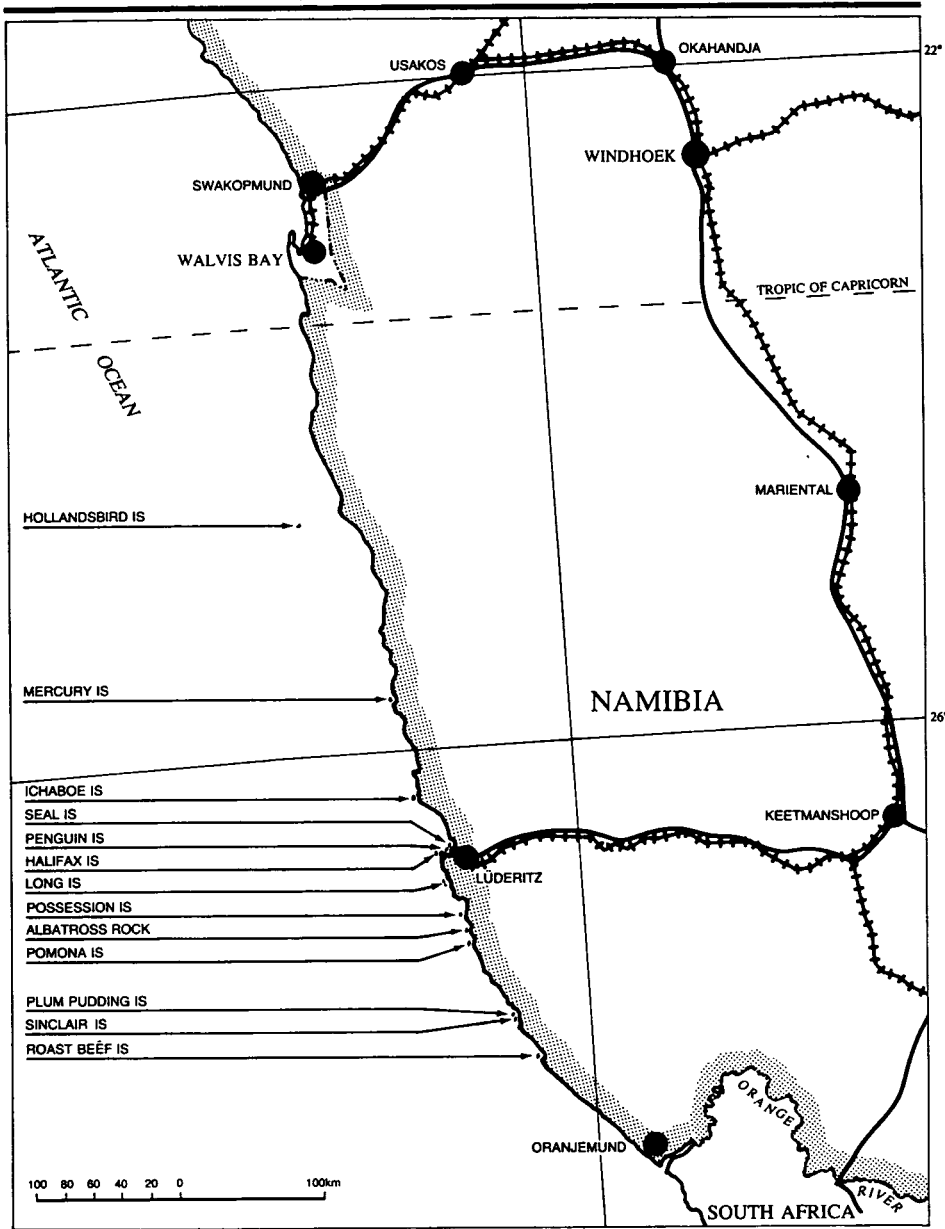 22°
USAKOS
OKAHANDJA
WINDHOEK
SWAKOPMUND
WALVIS BAY
ATLANTIC
OCEAN
TROPIC OF CAPRICORN
MARIENTAL
HOLLANDSBIRD IS
MERCURY IS
NAMIBIA
26°
ICHABOE IS
SEAL IS
PENGUIN IS
HALIFAX IS
LONG IS
POSSESSION IS
ALBATROSS ROCK
POMONA IS
KEETMANSHOOP
LÜDERITZ
PLUM PUDDING IS
SINCLAIR IS
ROAST BEEF IS
ORANGE
RIVER
ORANJEMUND
SOUTH AFRICA
100 80 60 40 20 0 100km